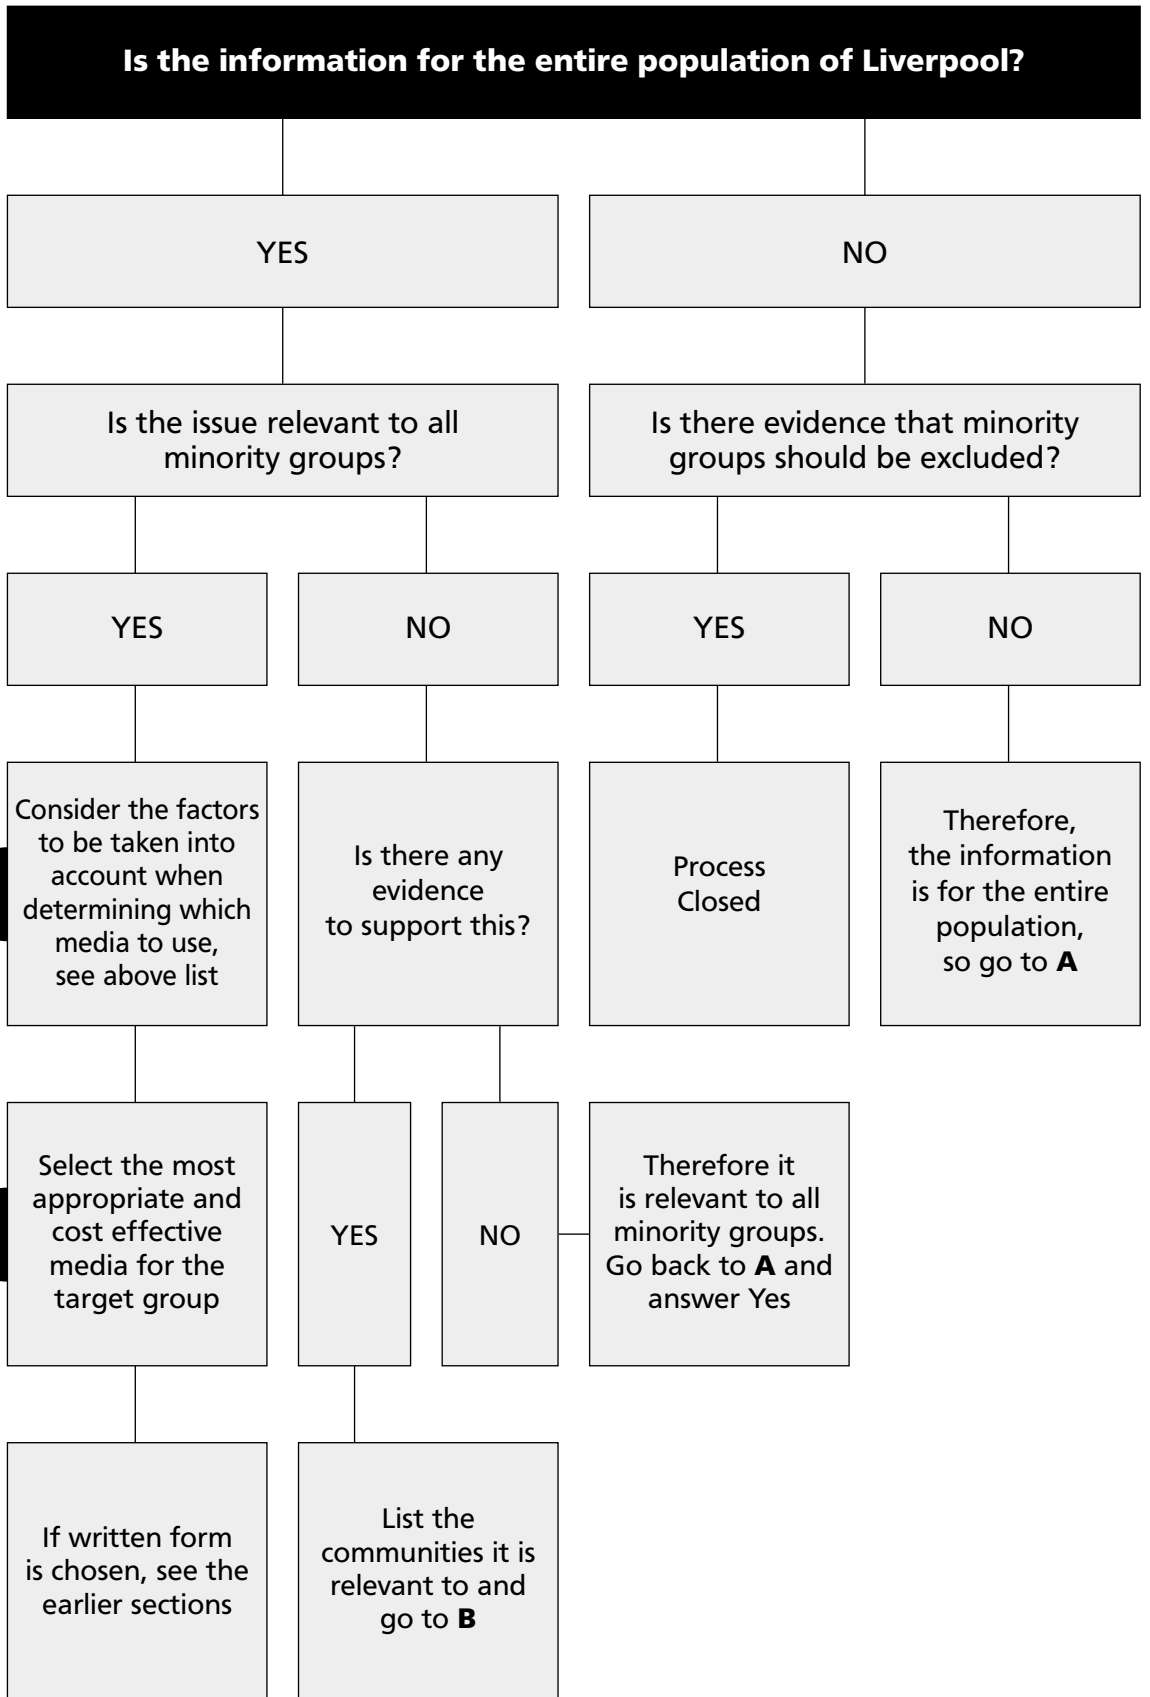 Is the information for the entire population of Liverpool?
YES
NO
Is the issue relevant to all
minority groups?
Is there evidence that minority
groups should be excluded?
YES
NO
YES
NO
Consider the factors
to be taken into
account when
determining which
media to use,
see above list
Is there any
evidence
to support this?
Process
Closed
Therefore,
the information
is for the entire
population,
so go to A
Select the most
appropriate and
cost effective
media for the
target group
YES
NO
Therefore it
is relevant to all
minority groups.
Go back to A and
answer Yes
If written form
is chosen, see the
earlier sections
List the
communities it is
relevant to and
go to B